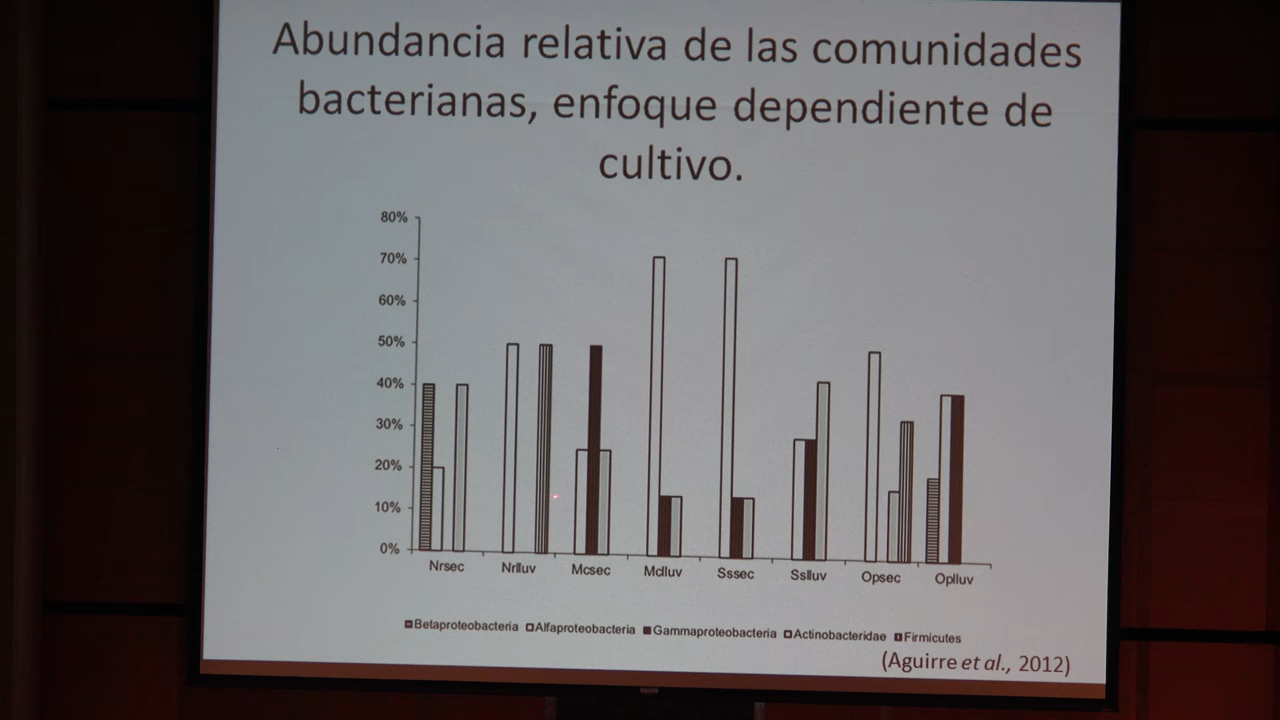 Abundancia relativa de las comunidades
bacterianas, enfoque dependiente de
cultivo.
80%
70%
60%
50%
40%
30%
20%
10%
0%
Nrsec Nrlluv Mcsec Mclluv Sssec Sslluv Opsec Oplluv
Betaproteobacteria Alfaproteobacteria Gammaproteobacteria Actinobacteridae Firmicutes
(Aguirre et al., 2012)